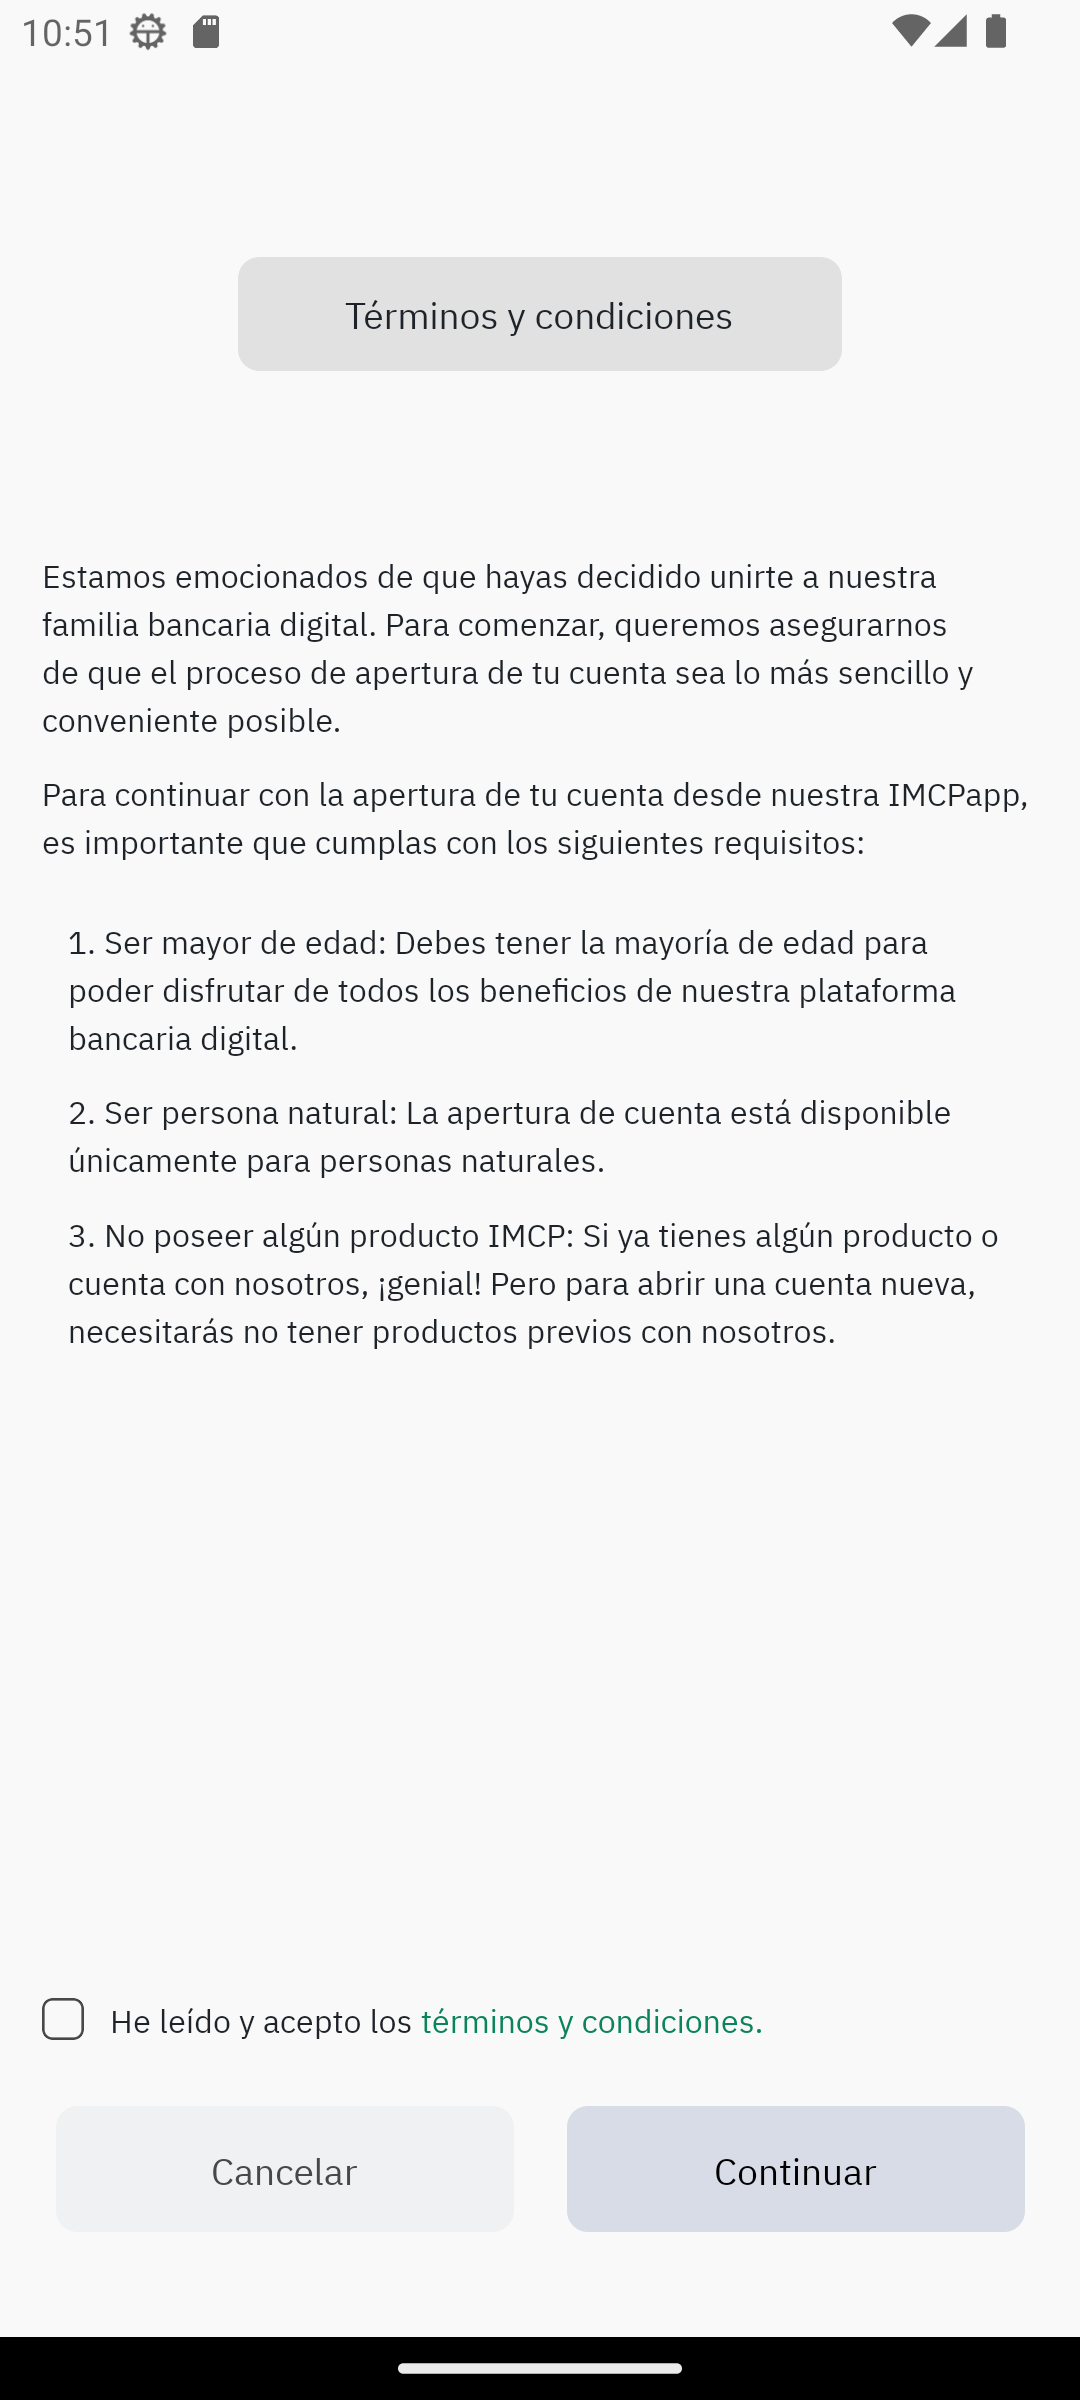 10:51
Términos y condiciones
Estamos emocionados de que hayas decidido unirte a nuestra
familia bancaria digital. Para comenzar, queremos asegurarnos
de que el proceso de apertura de tu cuenta sea lo más sencillo y
conveniente posible.
Para continuar con la apertura de tu cuenta desde nuestra IMCPapp,
es importante que cumplas con los siguientes requisitos:
1. Ser mayor de edad: Debes tener la mayoría de edad para
poder disfrutar de todos los beneficios de nuestra plataforma
bancaria digital.
2. Ser persona natural: La apertura de cuenta está disponible
únicamente para personas naturales.
3. No poseer algún producto IMCP: Si ya tienes algún producto o
cuenta con nosotros, ¡genial! Pero para abrir una cuenta nueva,
necesitarás no tener productos previos con nosotros.
He leído y acepto los términos y condiciones.
Cancelar
Continuar